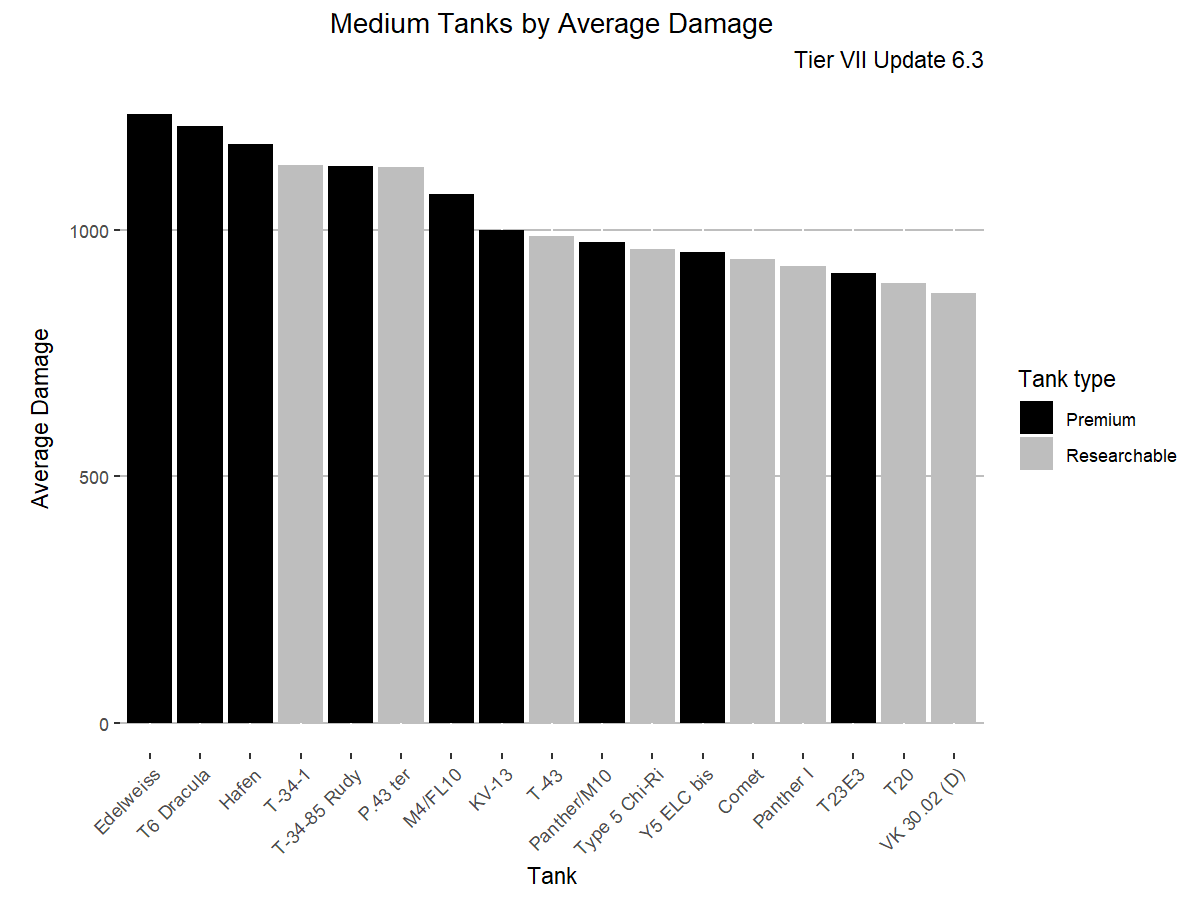 Medium Tanks by Average Damage
Tier VII Update 6.3
Average Damage
1000
500
0
Edelweiss
T6 Dracula
Hafen
T-34-1
T-34-85 Rudy
P.43 ter
M4/FL10
KV-13
T-43
Panther/M10
Type 5 Chi-Ri
Y5 ELC bis
Comet
Panther I
T23E3
T20
VK 30.02 (D)
Tank
Tank type
Premium
Researchable